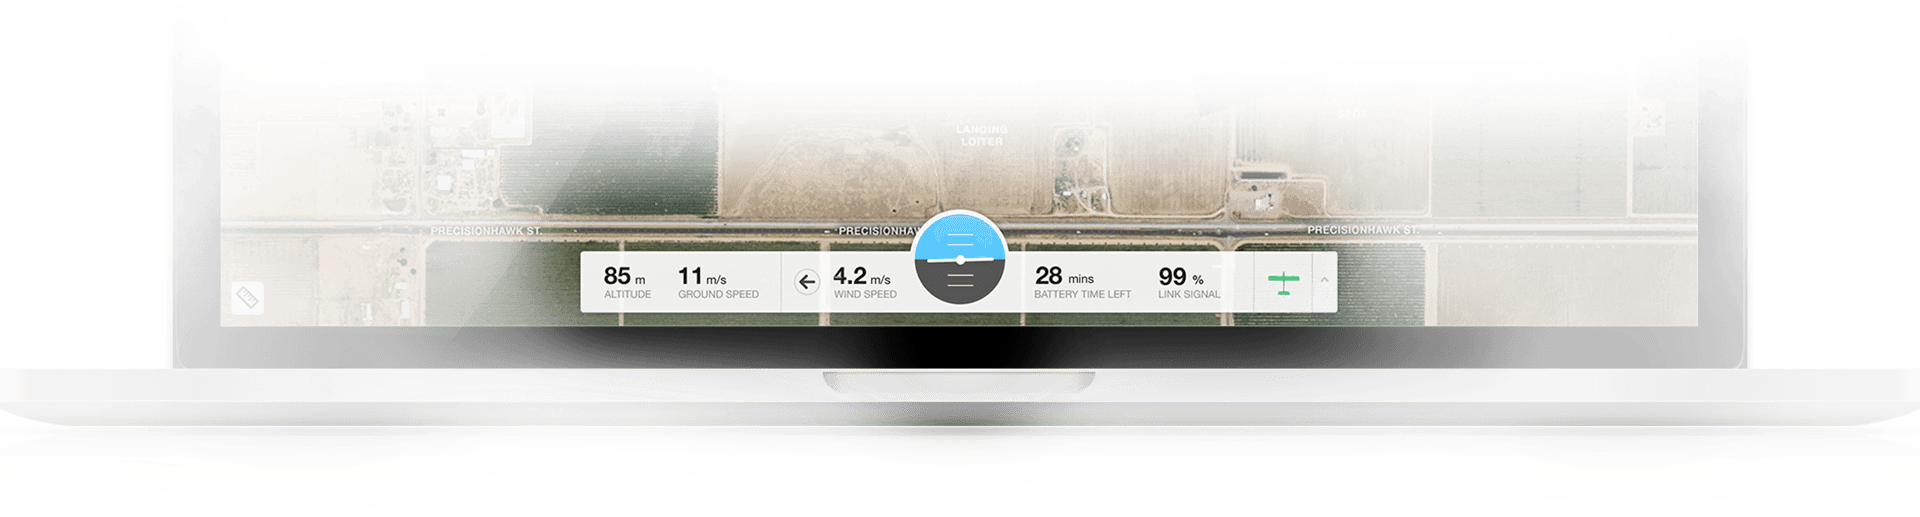 LANDING
LOITER
PRECISIONHAWK ST.
PRECISIONHAW
PRECISIONHAWK ST.
85 m
ALTITUDE
11 m/s
GROUND SPEED
4.2 m/s
WIND SPEED
28 mins
BATTERY TIME LEFT
99 %
LINK SIGNAL